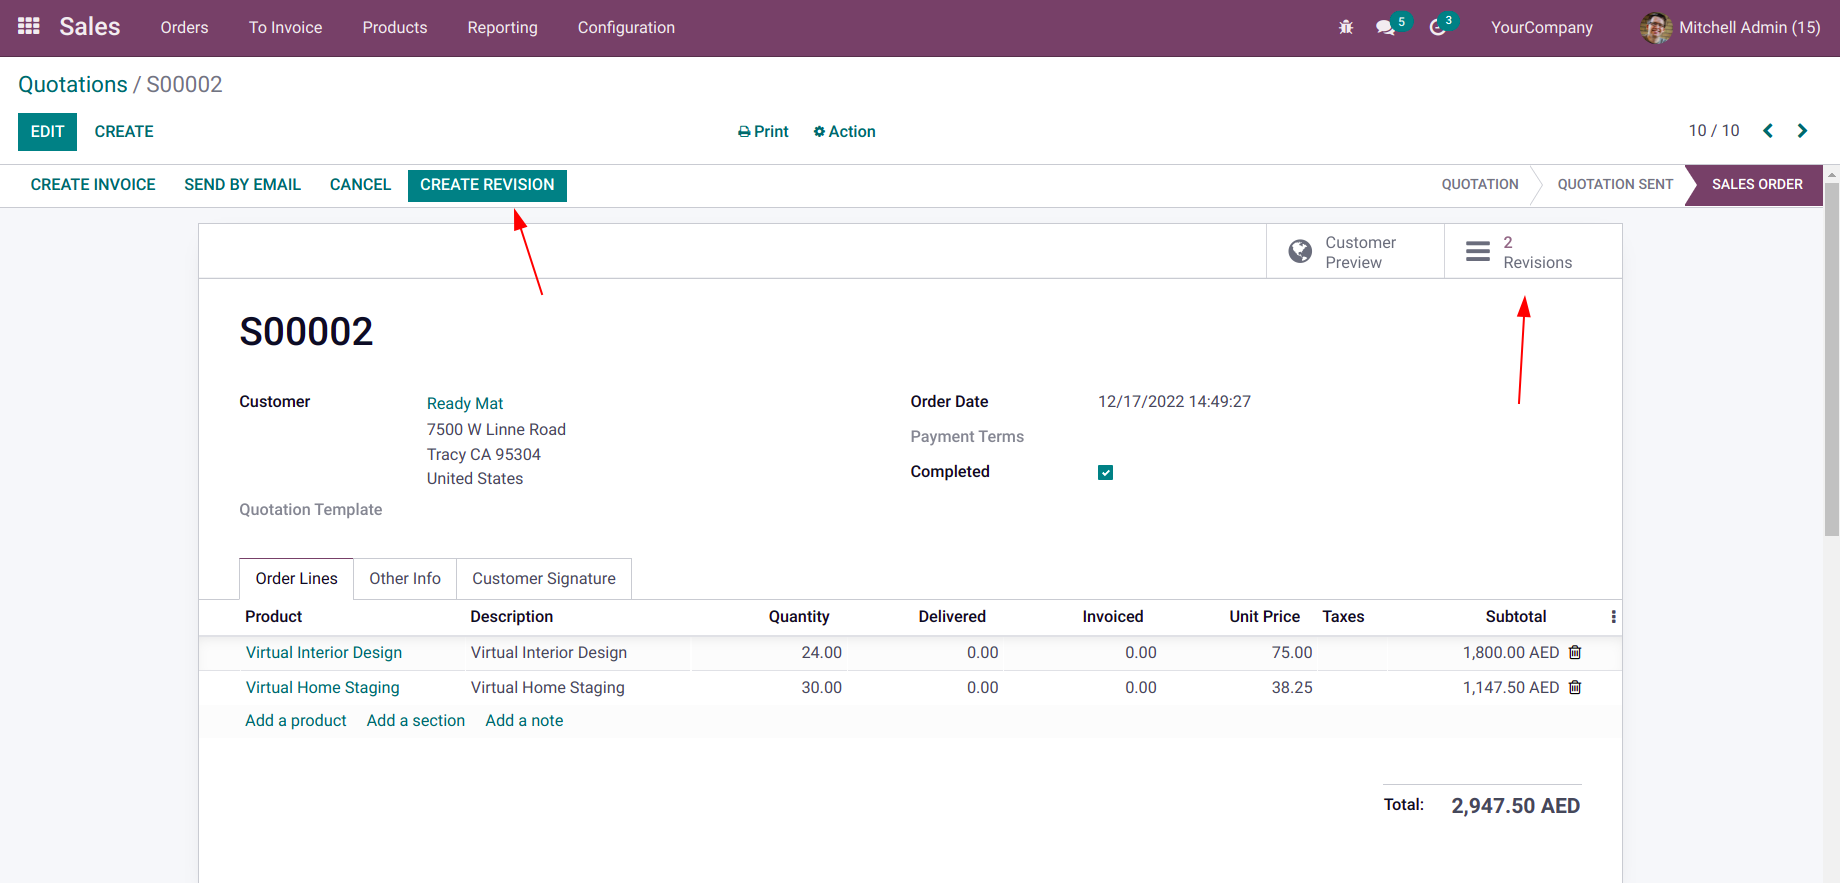 Sales Orders To Invoice Products Reporting Configuration 5 3 YourCompany Mitchell Admin (15)
Quotations / S00002
EDIT CREATE Print Action 10 / 10
CREATE INVOICE SEND BY EMAIL CANCEL CREATE REVISION QUOTATION QUOTATION SENT SALES ORDER
Customer Preview 2 Revisions
S00002
Customer Ready Mat Order Date 12/17/2022 14:49:27
7500 W Linne Road
Payment Terms
Tracy CA 95304
Completed
United States
Quotation Template
Order Lines Other Info Customer Signature
Product Description Quantity Delivered Invoiced Unit Price Taxes Subtotal
Virtual Interior Design Virtual Interior Design 24.00 0.00 0.00 75.00 1,800.00 AED
Virtual Home Staging Virtual Home Staging 30.00 0.00 0.00 38.25 1,147.50 AED
Add a product Add a section Add a note
Total: 2,947.50 AED